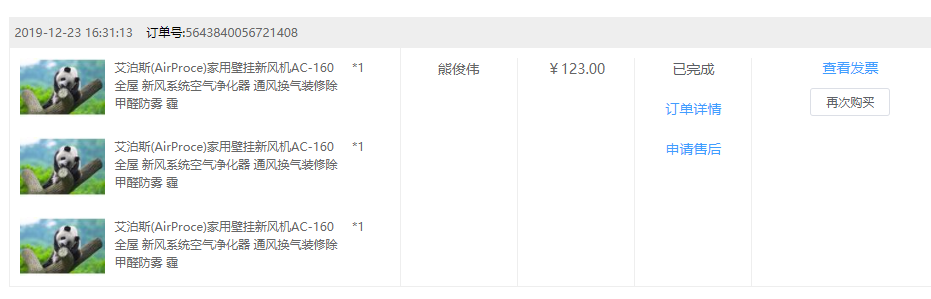 2019-12-23 16:31:13 订单号:5643840056721408
艾泊斯(AirProce)家用壁挂新风机AC-160 *1
全屋 新风系统空气净化器 通风换气装修除
甲醛防雾 霾
熊俊伟
￥123.00
已完成
订单详情
申请售后
查看发票
再次购买
艾泊斯(AirProce)家用壁挂新风机AC-160 *1
全屋 新风系统空气净化器 通风换气装修除
甲醛防雾 霾
艾泊斯(AirProce)家用壁挂新风机AC-160 *1
全屋 新风系统空气净化器 通风换气装修除
甲醛防雾 霾